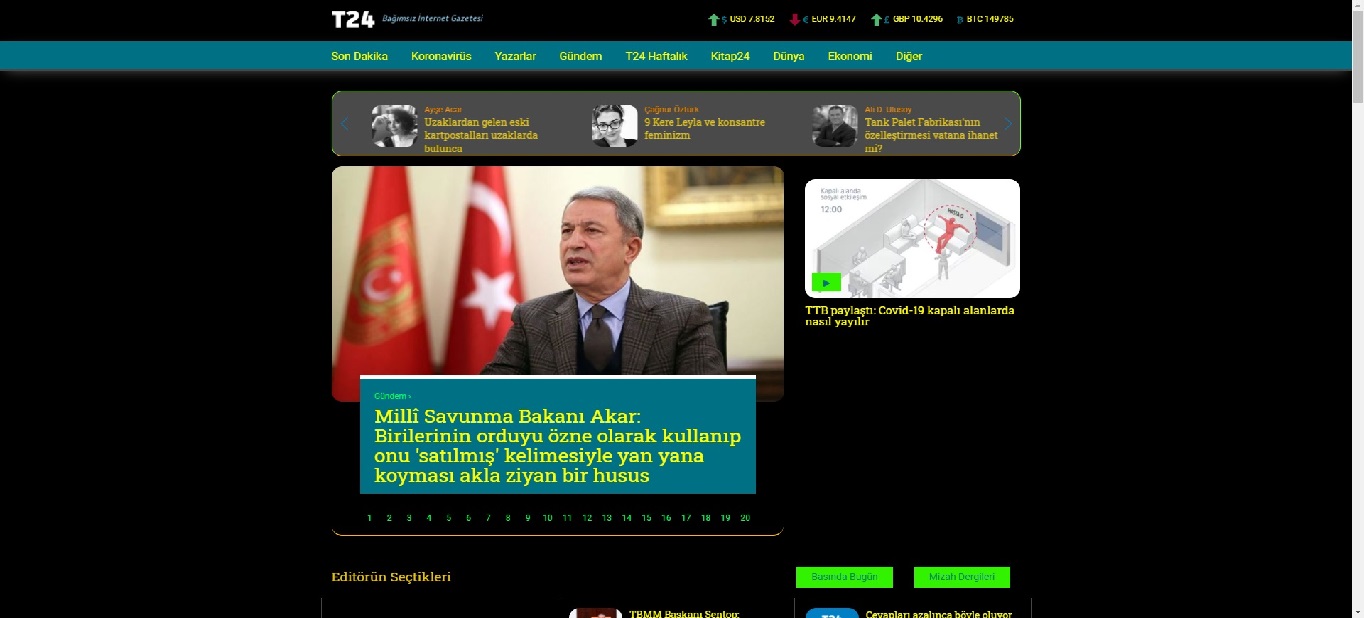 T24 Bağımsız İnternet Gazetesi
$ USD 7.8152 € EUR 9.4147 £ GBP 10.4296 BTC 149785
Son Dakika Koronavirüs Yazarlar Gündem T24 Haftalık Kitap24 Dünya Ekonomi Diğer
Ayşe Acar
Uzaklardan gelen eski
kartpostalları uzaklarda
bulunca
Çağnur Öztürk
9 Kere Leyla ve konsantre
feminizm
Ali D. Ulusoy
Tank Palet Fabrikası'nın
özelleştirmesi vatana ihanet
mi?
Gündem ›
Millî Savunma Bakanı Akar:
Birilerinin orduyu özne olarak kullanıp
onu 'satılmış' kelimesiyle yan yana
koyması akla ziyan bir husus
1 2 3 4 5 6 7 8 9 10 11 12 13 14 15 16 17 18 19 20
Kapalı alanda
sosyal etkileşim
12:00
TTB paylaştı: Covid-19 kapalı alanlarda
nasıl yayılır
Editörün Seçtikleri
Basında Bugün Mizah Dergileri
TBMM Başkanı Şentop:
T24
Cevapları azalınca böyle oluyor